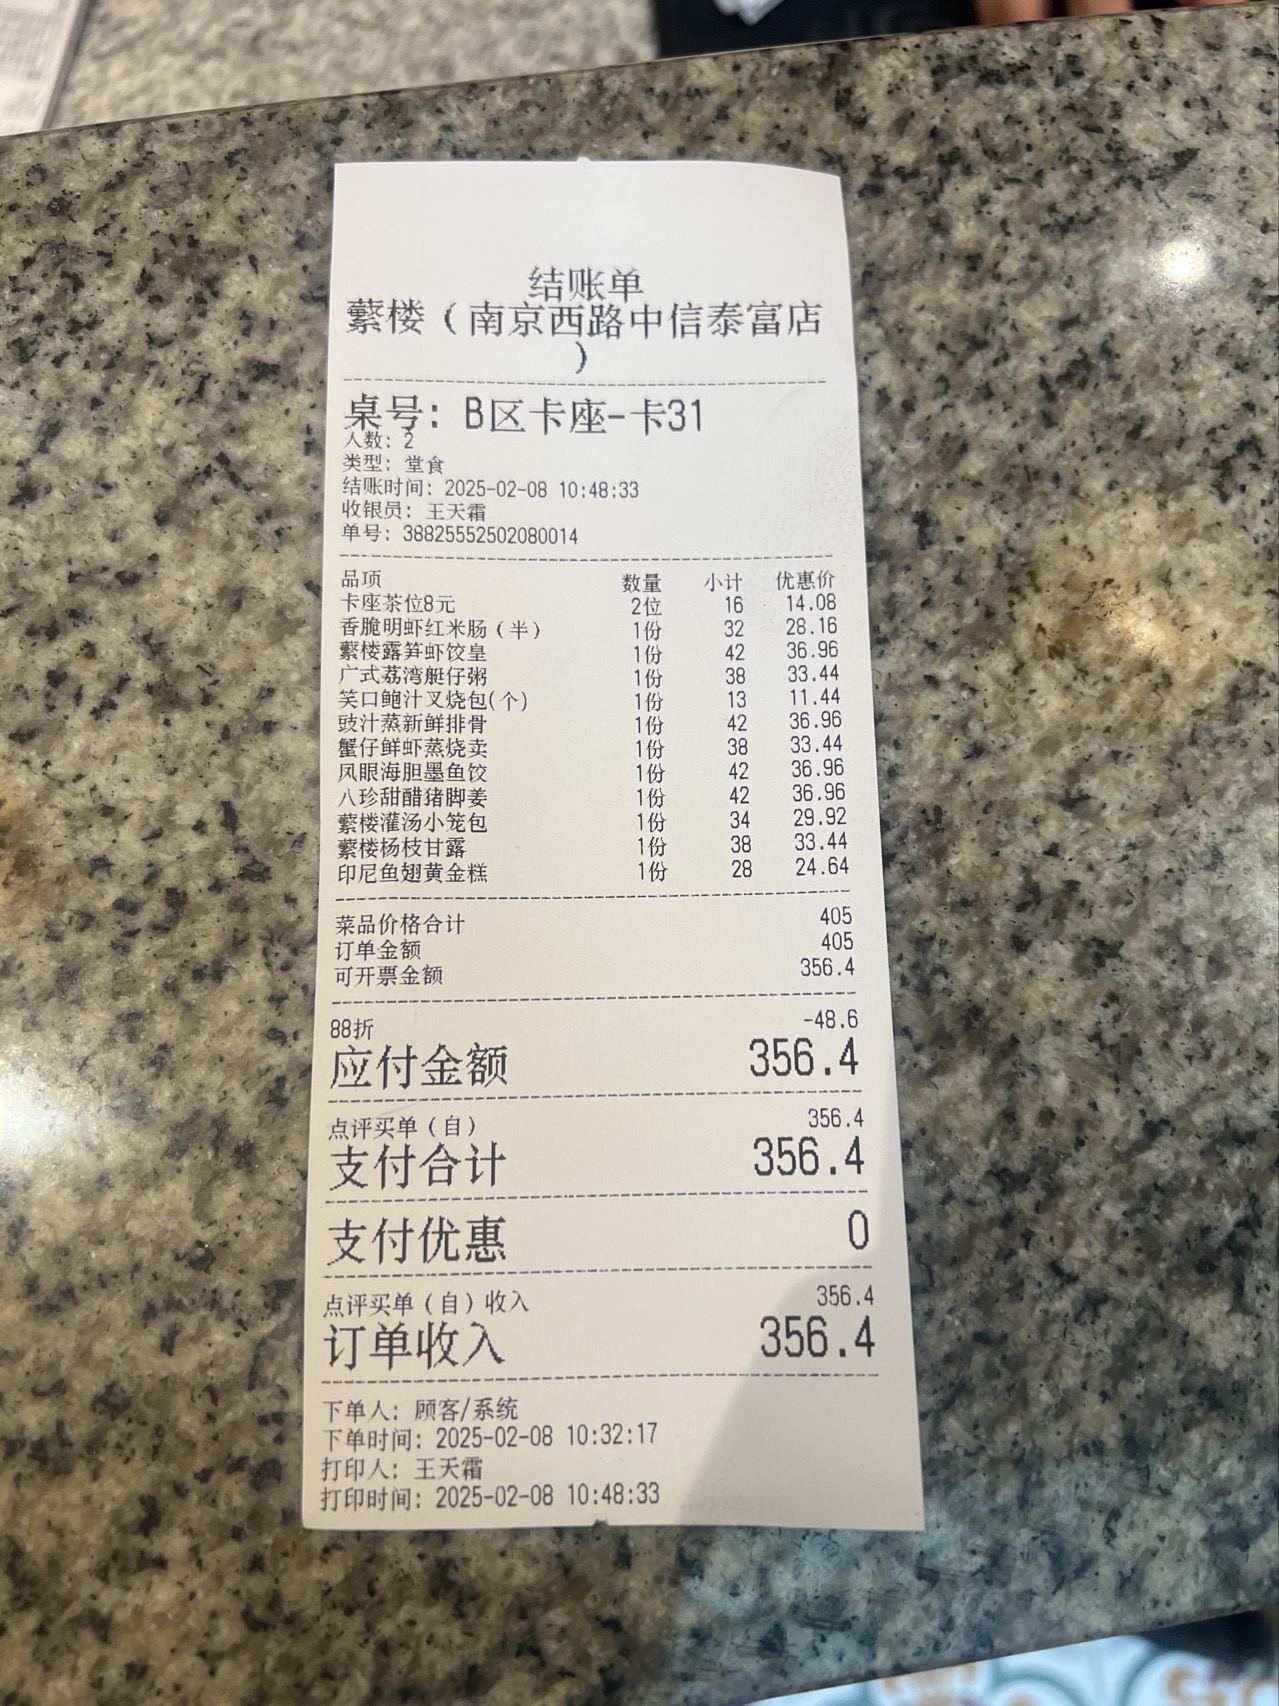 结账单
蘩楼（南京西路中信泰富店
）
桌号：B区卡座-卡31
人数：2
类型：堂食
结账时间：2025-02-08 10:48:33
收银员：王天霜
单号：38825552502080014
品项 数量 小计 优惠价
卡座茶位8元 2位 16 14.08
香脆明虾红米肠（半） 1份 32 28.16
蘩楼露笋虾饺皇 1份 42 36.96
广式荔湾艇仔粥 1份 38 33.44
笑口鲍汁叉烧包(个) 1份 13 11.44
豉汁蒸新鲜排骨 1份 42 36.96
蟹仔鲜虾蒸烧卖 1份 38 33.44
凤眼海胆墨鱼饺 1份 42 36.96
八珍甜醋猪脚姜 1份 42 36.96
蘩楼灌汤小笼包 1份 34 29.92
蘩楼杨枝甘露 1份 38 33.44
印尼鱼翅黄金糕 1份 28 24.64
菜品价格合计 405
订单金额 405
可开票金额 356.4
88折 -48.6
应付金额 356.4
点评买单（自） 356.4
支付合计 356.4
支付优惠 0
点评买单（自）收入 356.4
订单收入 356.4
下单人：顾客/系统
下单时间：2025-02-08 10:32:17
打印人：王天霜
打印时间：2025-02-08 10:48:33